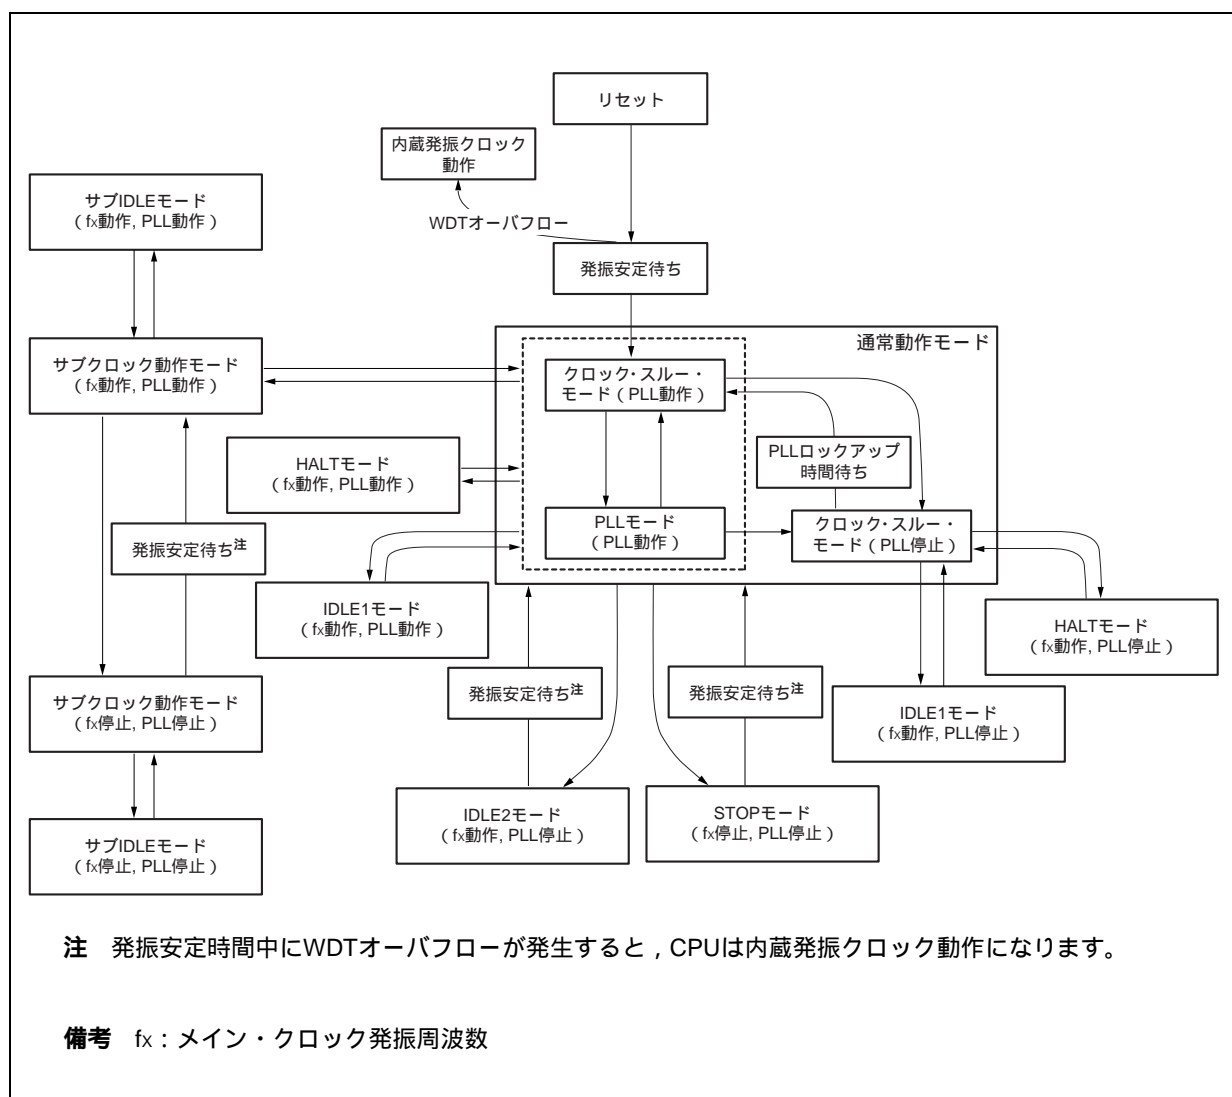 リセット
内蔵発振クロック
動作
サブIDLEモード
（fX動作, PLL動作）
WDTオーバフロー
発振安定待ち
通常動作モード
サブクロック動作モード
（fX動作, PLL動作）
クロック・スルー・
モード（PLL動作）
HALTモード
（fX動作, PLL動作）
PLLロックアップ
時間待ち
発振安定待ち注
PLLモード
（PLL動作）
クロック・スルー・
モード（PLL停止）
IDLE1モード
（fX動作, PLL動作）
HALTモード
（fX動作, PLL停止）
サブクロック動作モード
（fX停止, PLL停止）
発振安定待ち注
発振安定待ち注
IDLE1モード
（fX動作, PLL停止）
IDLE2モード
（fX動作, PLL停止）
STOPモード
（fX停止, PLL停止）
サブIDLEモード
（fX停止, PLL停止）
注　発振安定時間中にWDTオーバフローが発生すると，CPUは内蔵発振クロック動作になります。
備考　fX：メイン・クロック発振周波数